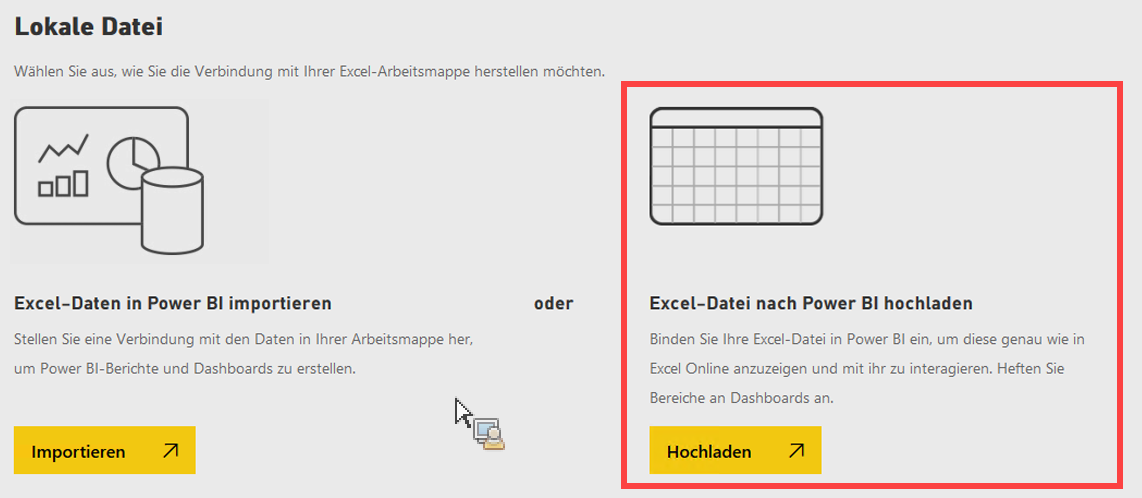 Lokale Datei
Wählen Sie aus, wie Sie die Verbindung mit Ihrer Excel-Arbeitsmappe herstellen möchten.
Excel-Daten in Power BI importieren
Stellen Sie eine Verbindung mit den Daten in Ihrer Arbeitsmappe her,
um Power BI-Berichte und Dashboards zu erstellen.
Importieren
oder
Excel-Datei nach Power BI hochladen
Binden Sie Ihre Excel-Datei in Power BI ein, um diese genau wie in
Excel Online anzuzeigen und mit ihr zu interagieren. Heften Sie
Bereiche an Dashboards an.
Hochladen